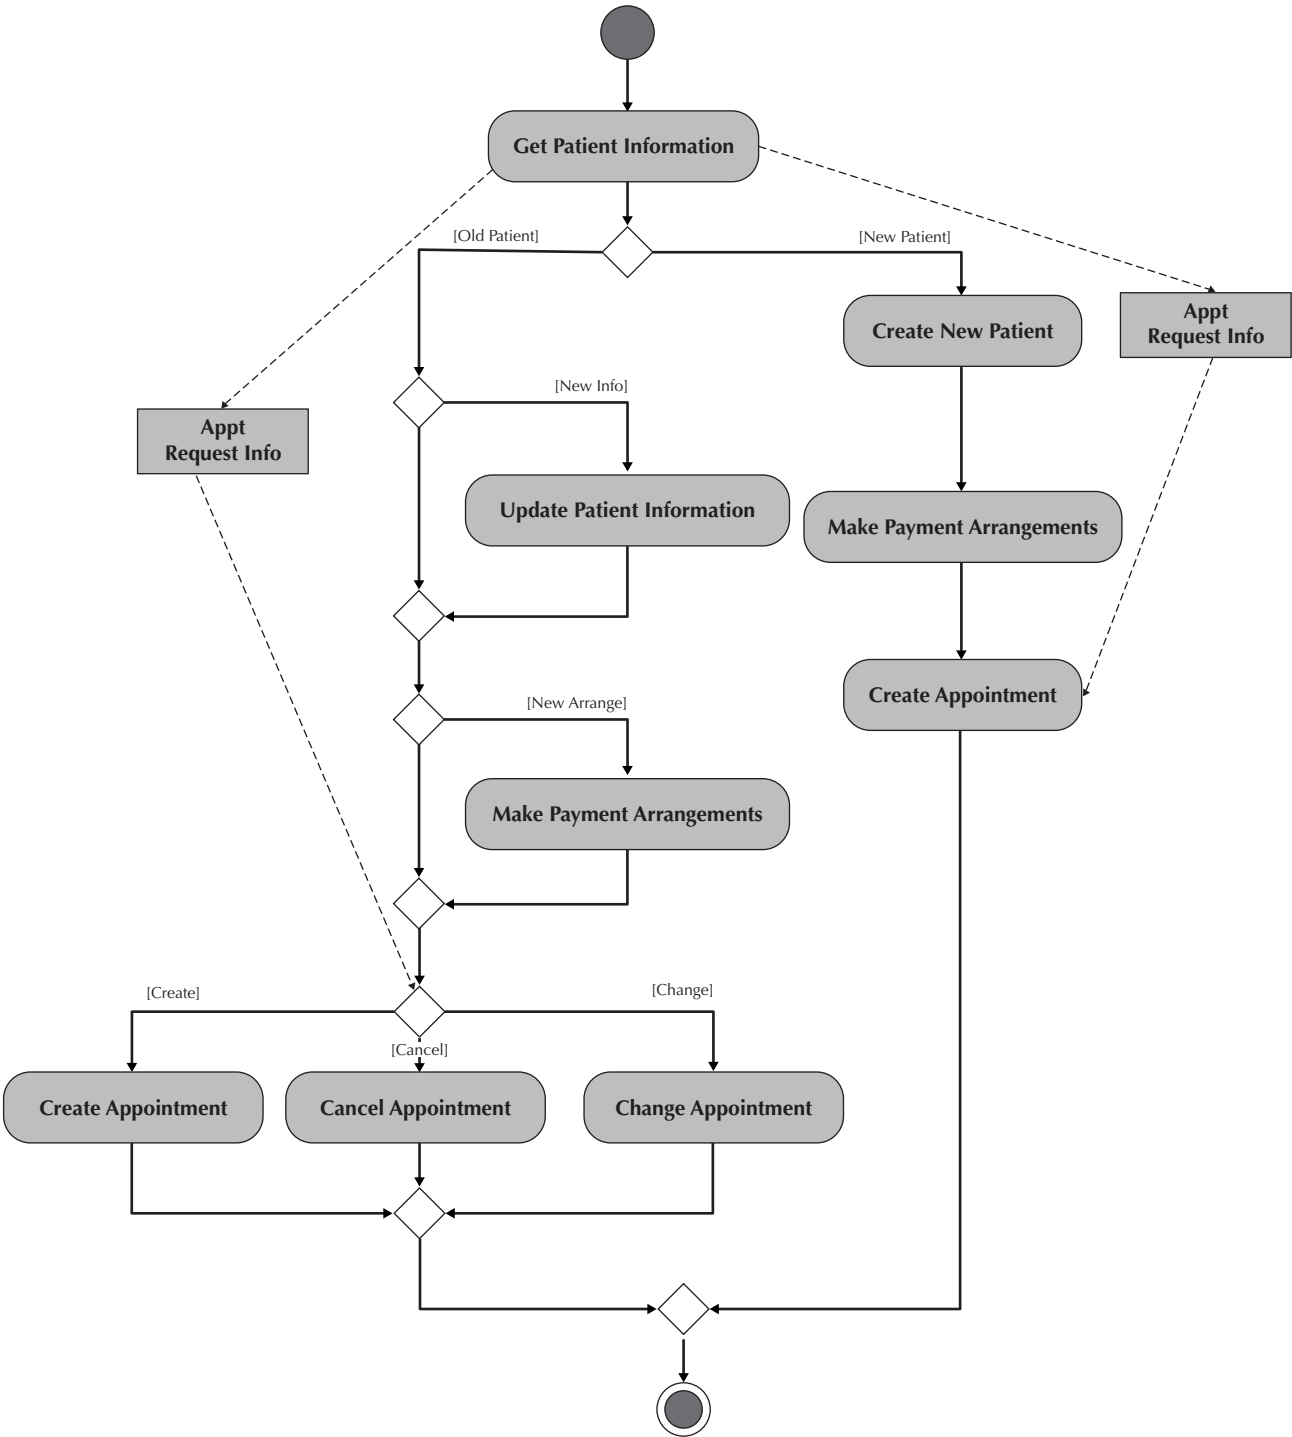 Get Patient Information
[Old Patient]
[New Patient]
Appt
Request Info
Create New Patient
[New Info]
Appt
Request Info
Update Patient Information
Make Payment Arrangements
Create Appointment
[New Arrange]
Make Payment Arrangements
[Create]
[Change]
[Cancel]
Create Appointment
Cancel Appointment
Change Appointment